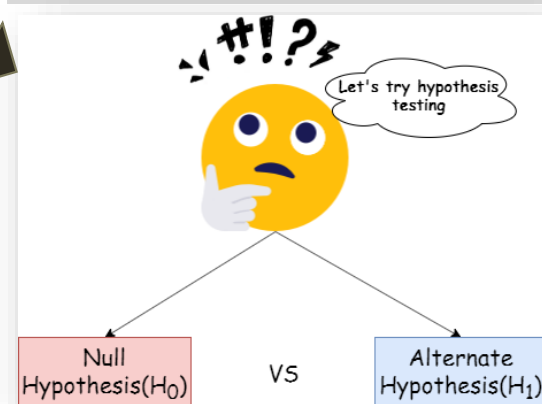 #!?
Let's try hypothesis
testing
Null
Hypothesis(H₀)
VS
Alternate
Hypothesis(H₁)